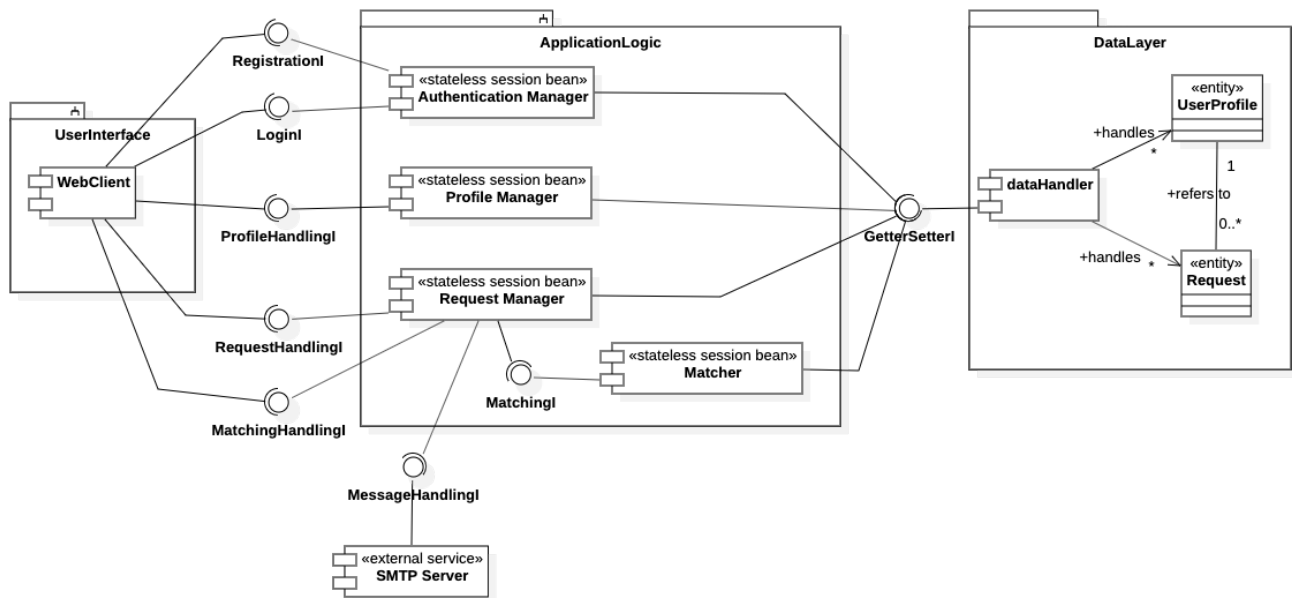 RegistrationI
LoginI
ProfileHandlingI
RequestHandlingI
MatchingHandlingI
UserInterface
WebClient
ApplicationLogic
«stateless session bean»
Authentication Manager
«stateless session bean»
Profile Manager
«stateless session bean»
Request Manager
«stateless session bean»
Matcher
MatchingI
MessageHandlingI
«external service»
SMTP Server
GetterSetterI
DataLayer
dataHandler
+handles
*
«entity»
UserProfile
1
+refers to
0..*
+handles
*
«entity»
Request